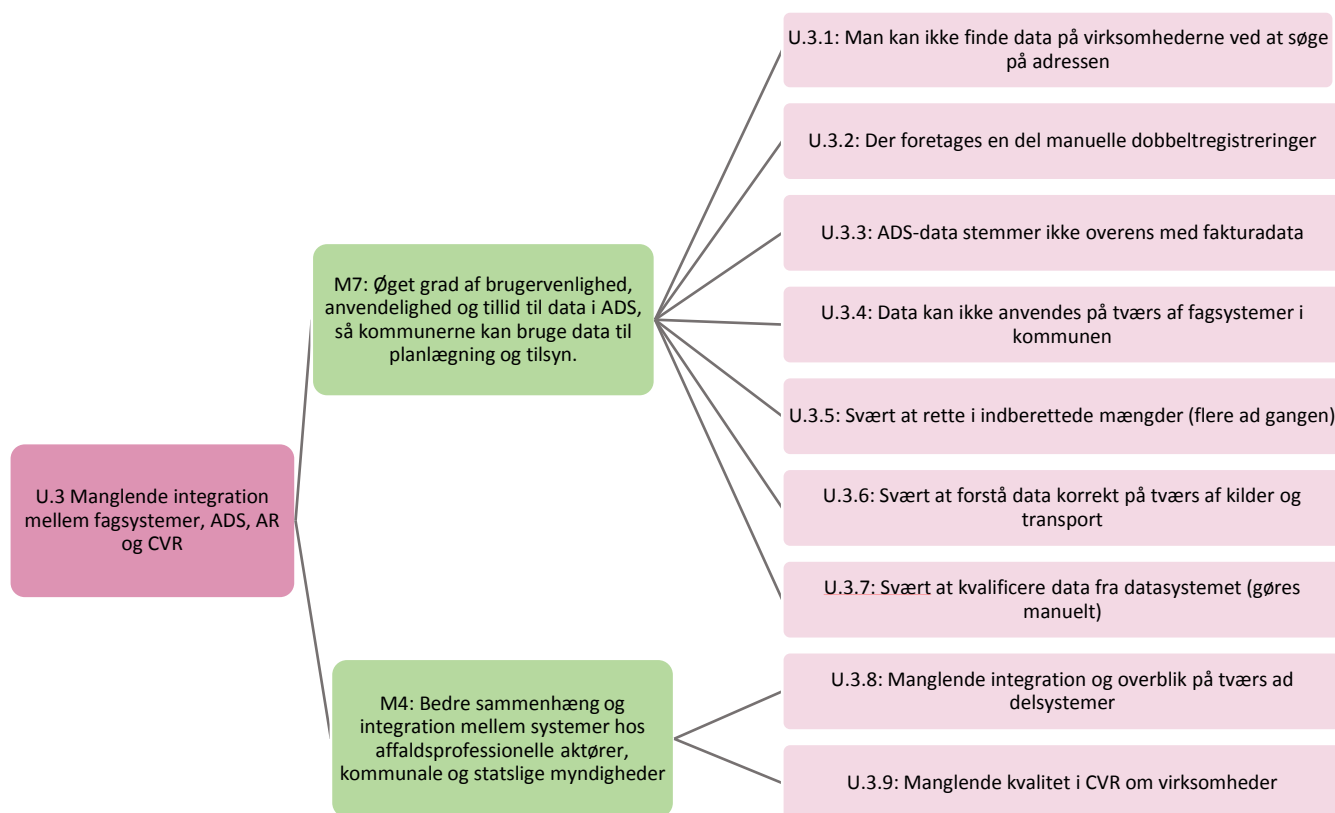 U.3 Manglende integration
mellem fagsystemer, ADS, AR
og CVR
M7: Øget grad af brugervenlighed,
anvendelighed og tillid til data i ADS,
så kommunerne kan bruge data til
planlægning og tilsyn.
U.3.1: Man kan ikke finde data på virksomhederne ved at søge
på adressen
U.3.2: Der foretages en del manuelle dobbeltregistreringer
U.3.3: ADS-data stemmer ikke overens med fakturadata
U.3.4: Data kan ikke anvendes på tværs af fagsystemer i
kommunen
U.3.5: Svært at rette i indberettede mængder (flere ad gangen)
U.3.6: Svært at forstå data korrekt på tværs af kilder og
transport
U.3.7: Svært at kvalificere data fra datasystemet (gøres
manuelt)
M4: Bedre sammenhæng og
integration mellem systemer hos
affaldsprofessionelle aktører,
kommunale og statslige myndigheder
U.3.8: Manglende integration og overblik på tværs ad
delsystemer
U.3.9: Manglende kvalitet i CVR om virksomheder